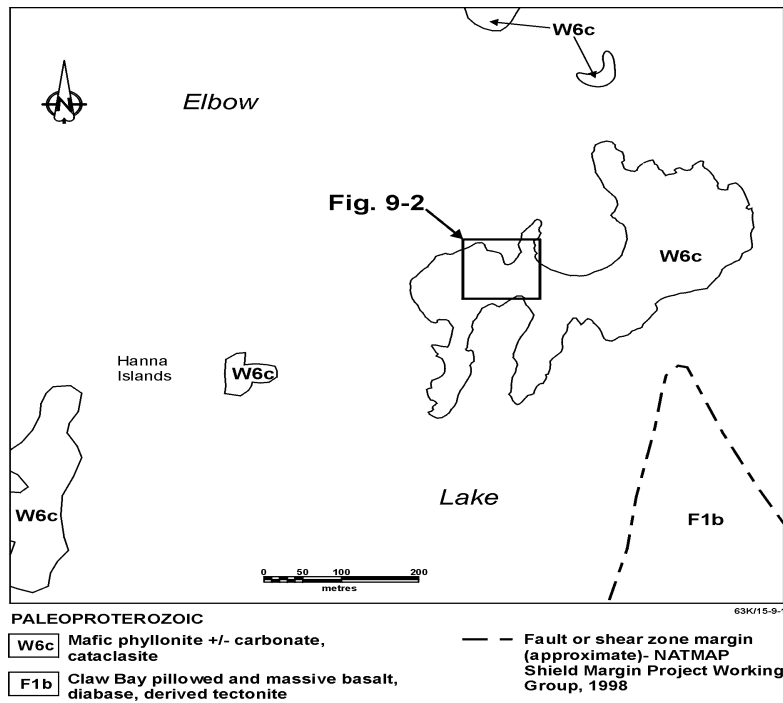 W6c
N
Elbow
Fig. 9-2
W6c
Hanna
Islands
W6c
W6c
Lake
F1b
0 50 100 200
metres
63K/15-9-1
PALEOPROTEROZOIC
W6c Mafic phyllonite +/- carbonate,
cataclasite
F1b Claw Bay pillowed and massive basalt,
diabase, derived tectonite
Fault or shear zone margin
(approximate)- NATMAP
Shield Margin Project Working
Group, 1998